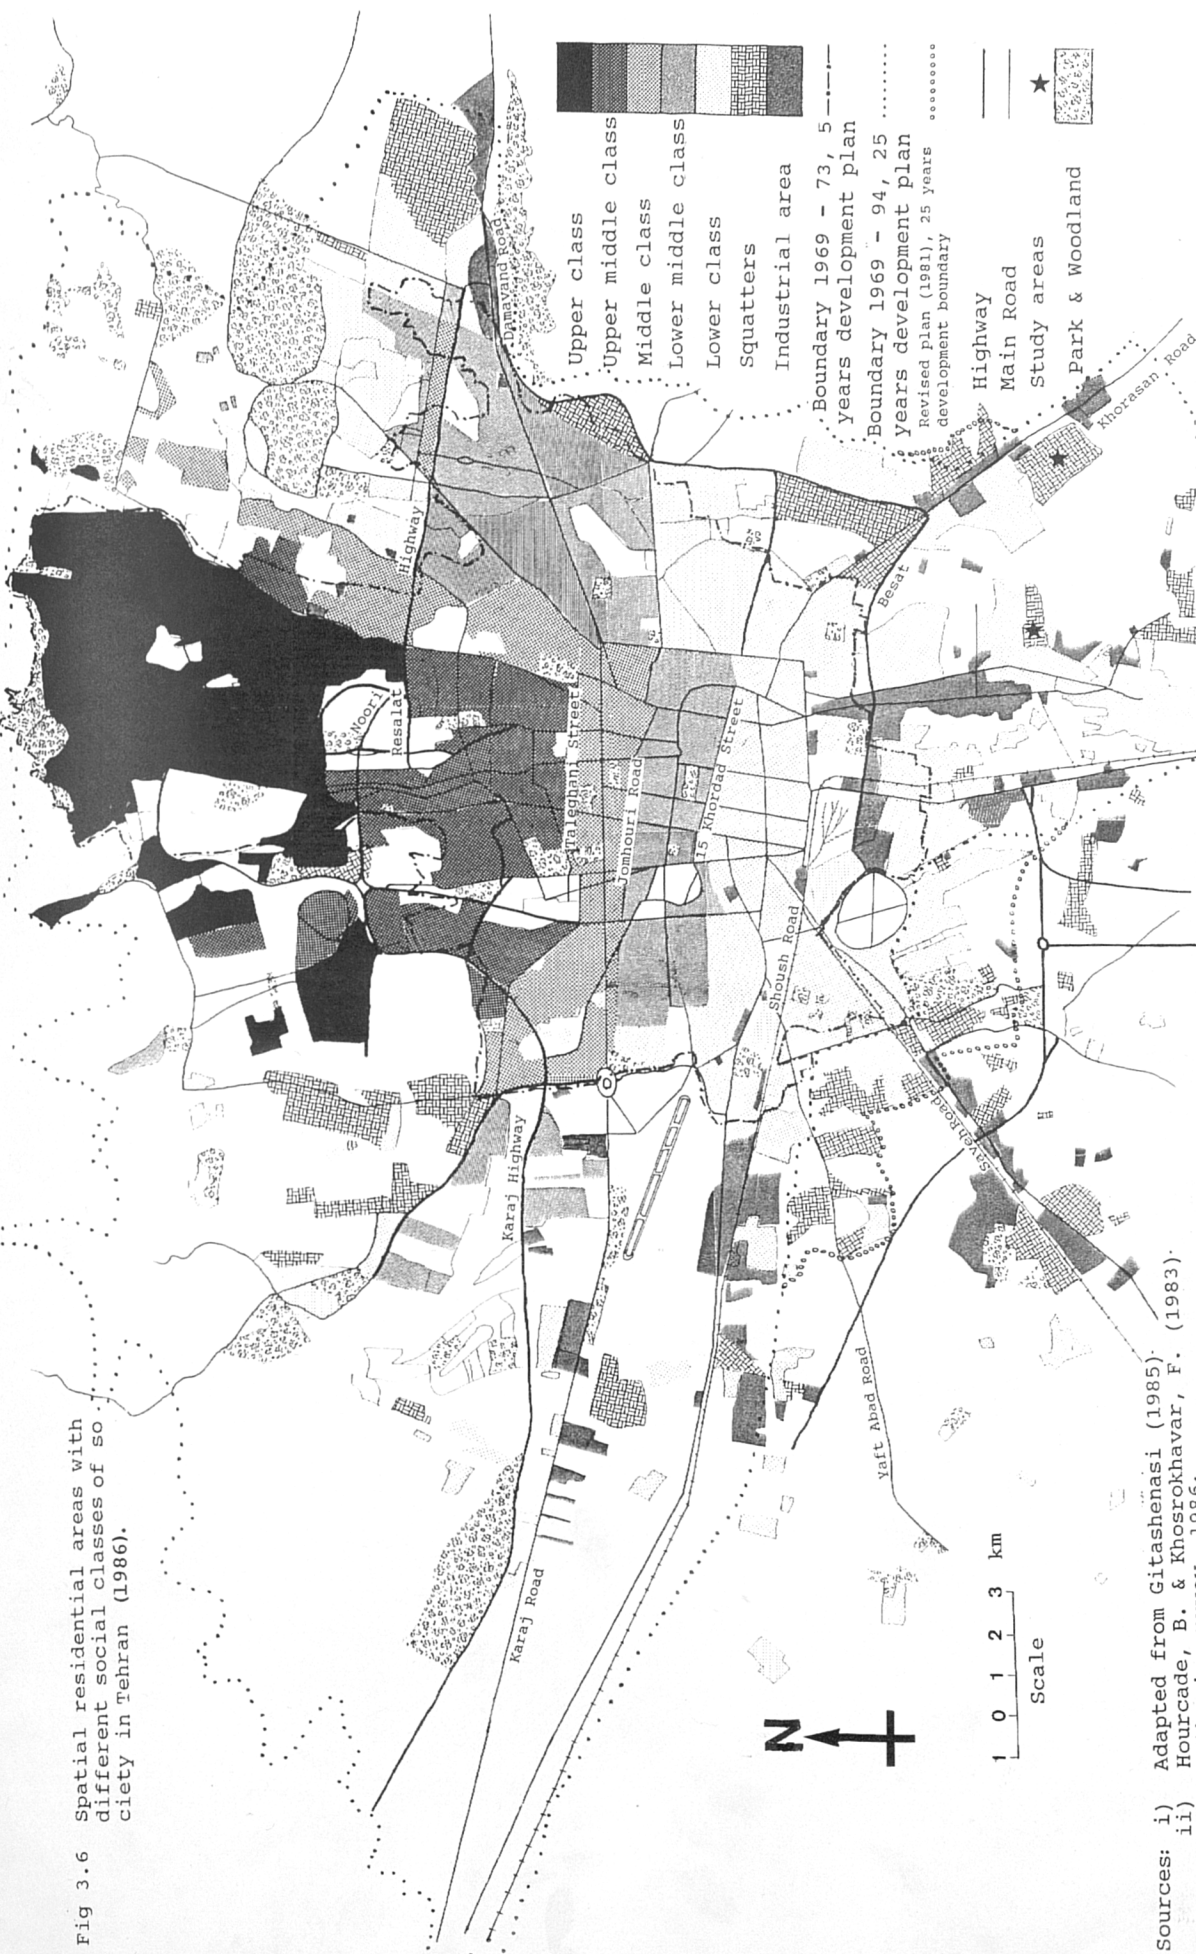 Fig 3.6 Spatial residential areas with
different social classes of so
ciety in Tehran (1986).
Upper class
Upper middle class
Middle class
Lower middle class
Lower class
Squatters
Industrial area
Boundary 1969 - 73, 5
years development plan
Boundary 1969 - 94, 25
years development plan
Revised plan (1981), 25 years
development boundary
Highway
Main Road
Study areas
Park & Woodland
Damavand Road
Highway
Noori
Resalat
Talequani Street
Jomhouri Road
15 Khordad Street
Besat
Khorasan Road
Shoush Road
Karaj Highway
Saveh Road
Karaj Road
Yaft Abad Road
N
1 0 1 2 3 km
Scale
Sources: i) Adapted from Gitashenasi (1985).
ii) Hourcade, B. & Khosrokhavar, F. (1983).
1986.